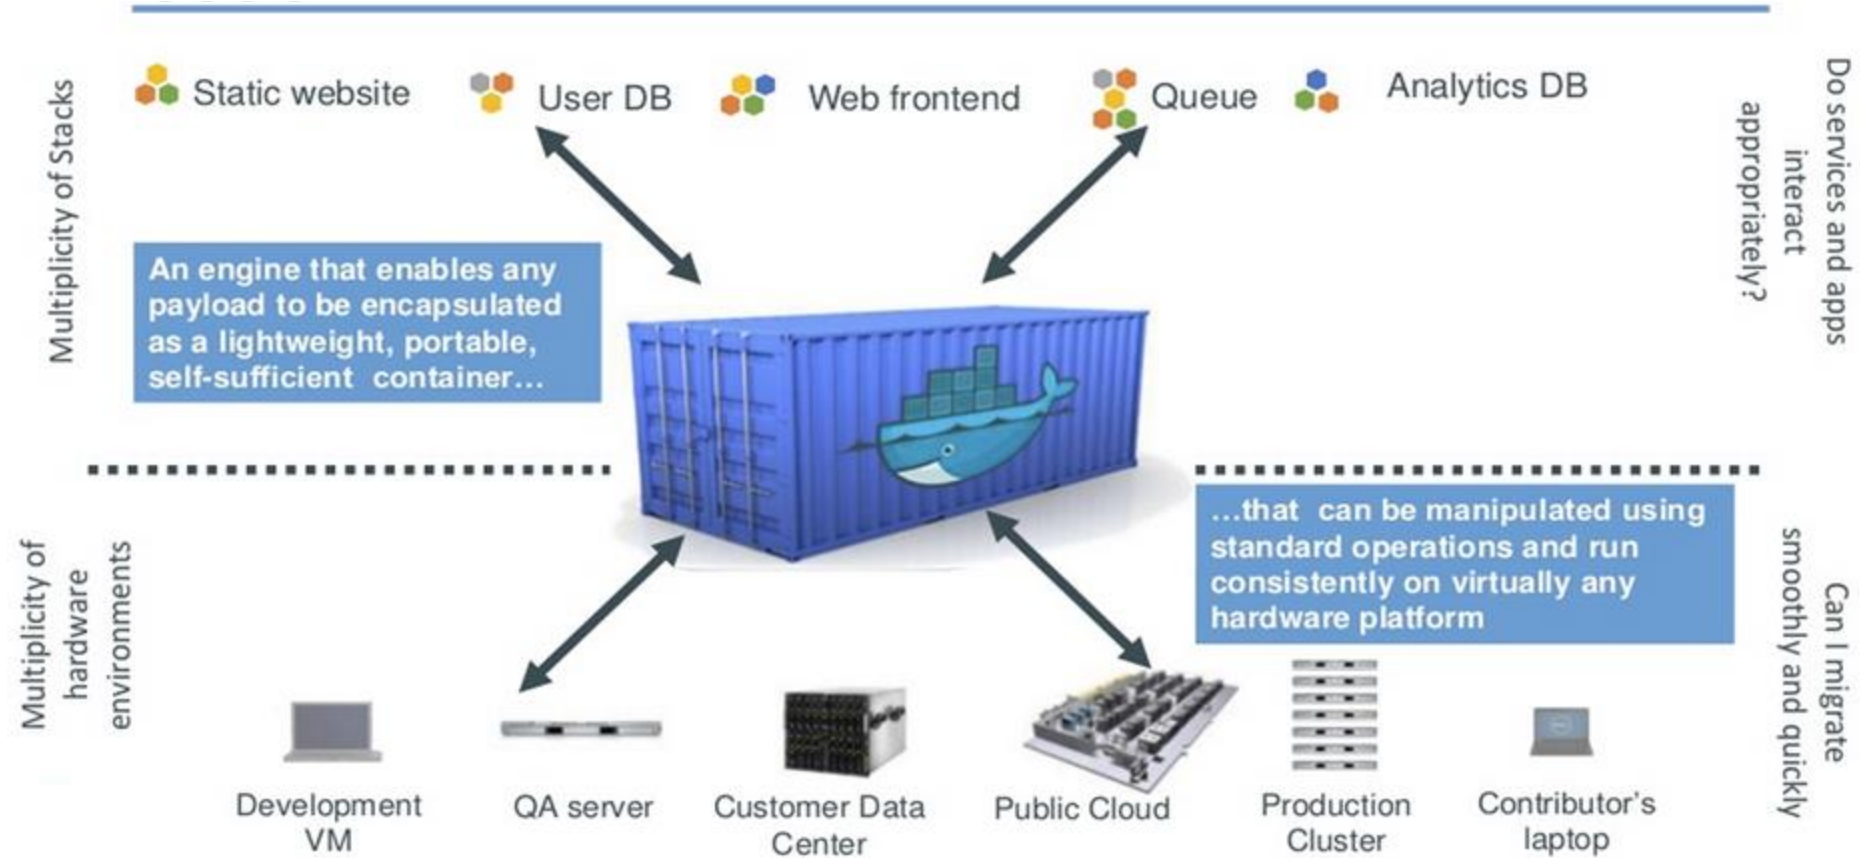 Static website
User DB
Web frontend
Queue
Analytics DB
Multiplicity of Stacks
Do services and apps
interact
appropriately?
An engine that enables any
payload to be encapsulated
as a lightweight, portable,
self-sufficient container...
...that can be manipulated using
standard operations and run
consistently on virtually any
hardware platform
Multiplicity of
hardware
environments
Can I migrate
smoothly and quickly
Development
VM
QA server
Customer Data
Center
Public Cloud
Production
Cluster
Contributor's
laptop